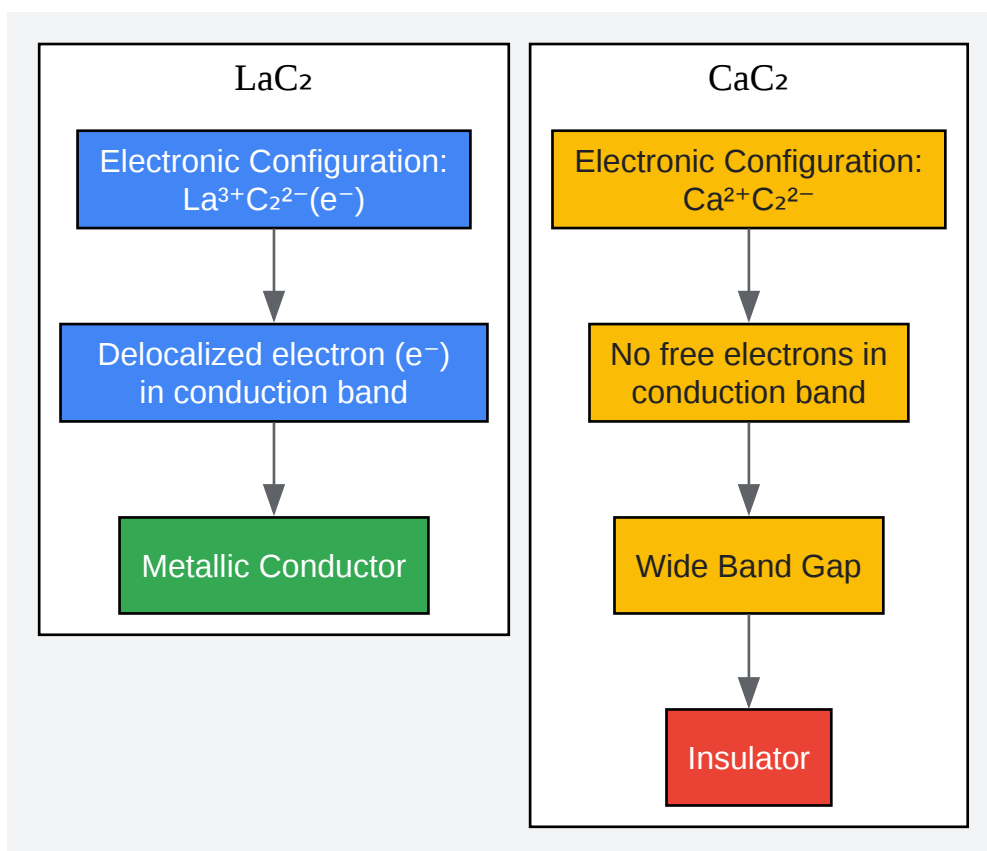 LaC₂
Electronic Configuration:
La³⁺C₂²⁻(e⁻)
Delocalized electron (e⁻)
in conduction band
Metallic Conductor
CaC₂
Electronic Configuration:
Ca²⁺C₂²⁻
No free electrons in
conduction band
Wide Band Gap
Insulator